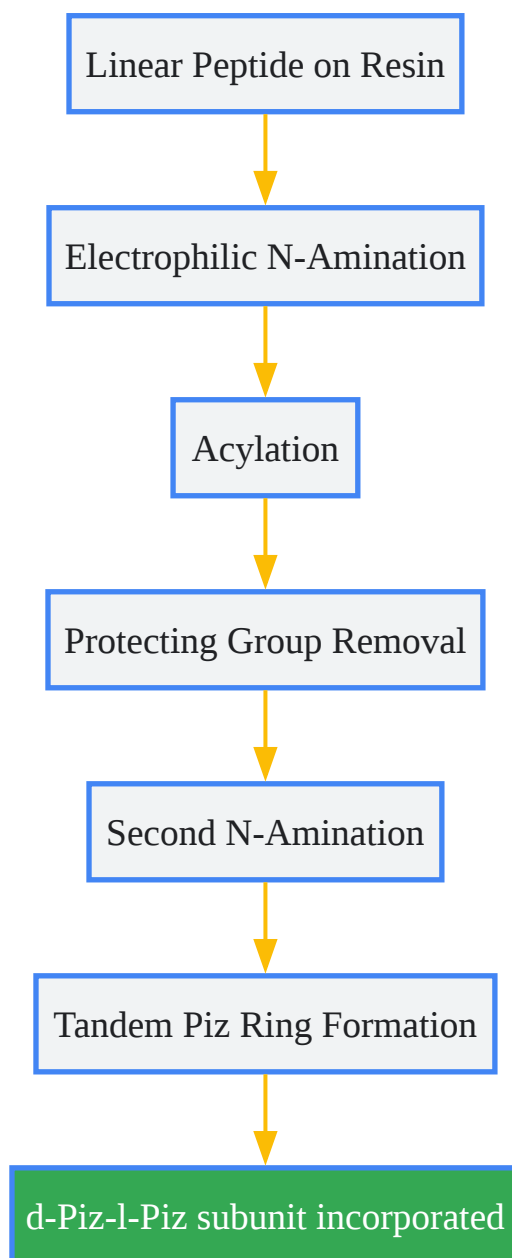 Linear Peptide on Resin
Electrophilic N-Amination
Acylation
Protecting Group Removal
Second N-Amination
Tandem Piz Ring Formation
d-Piz-l-Piz subunit incorporated